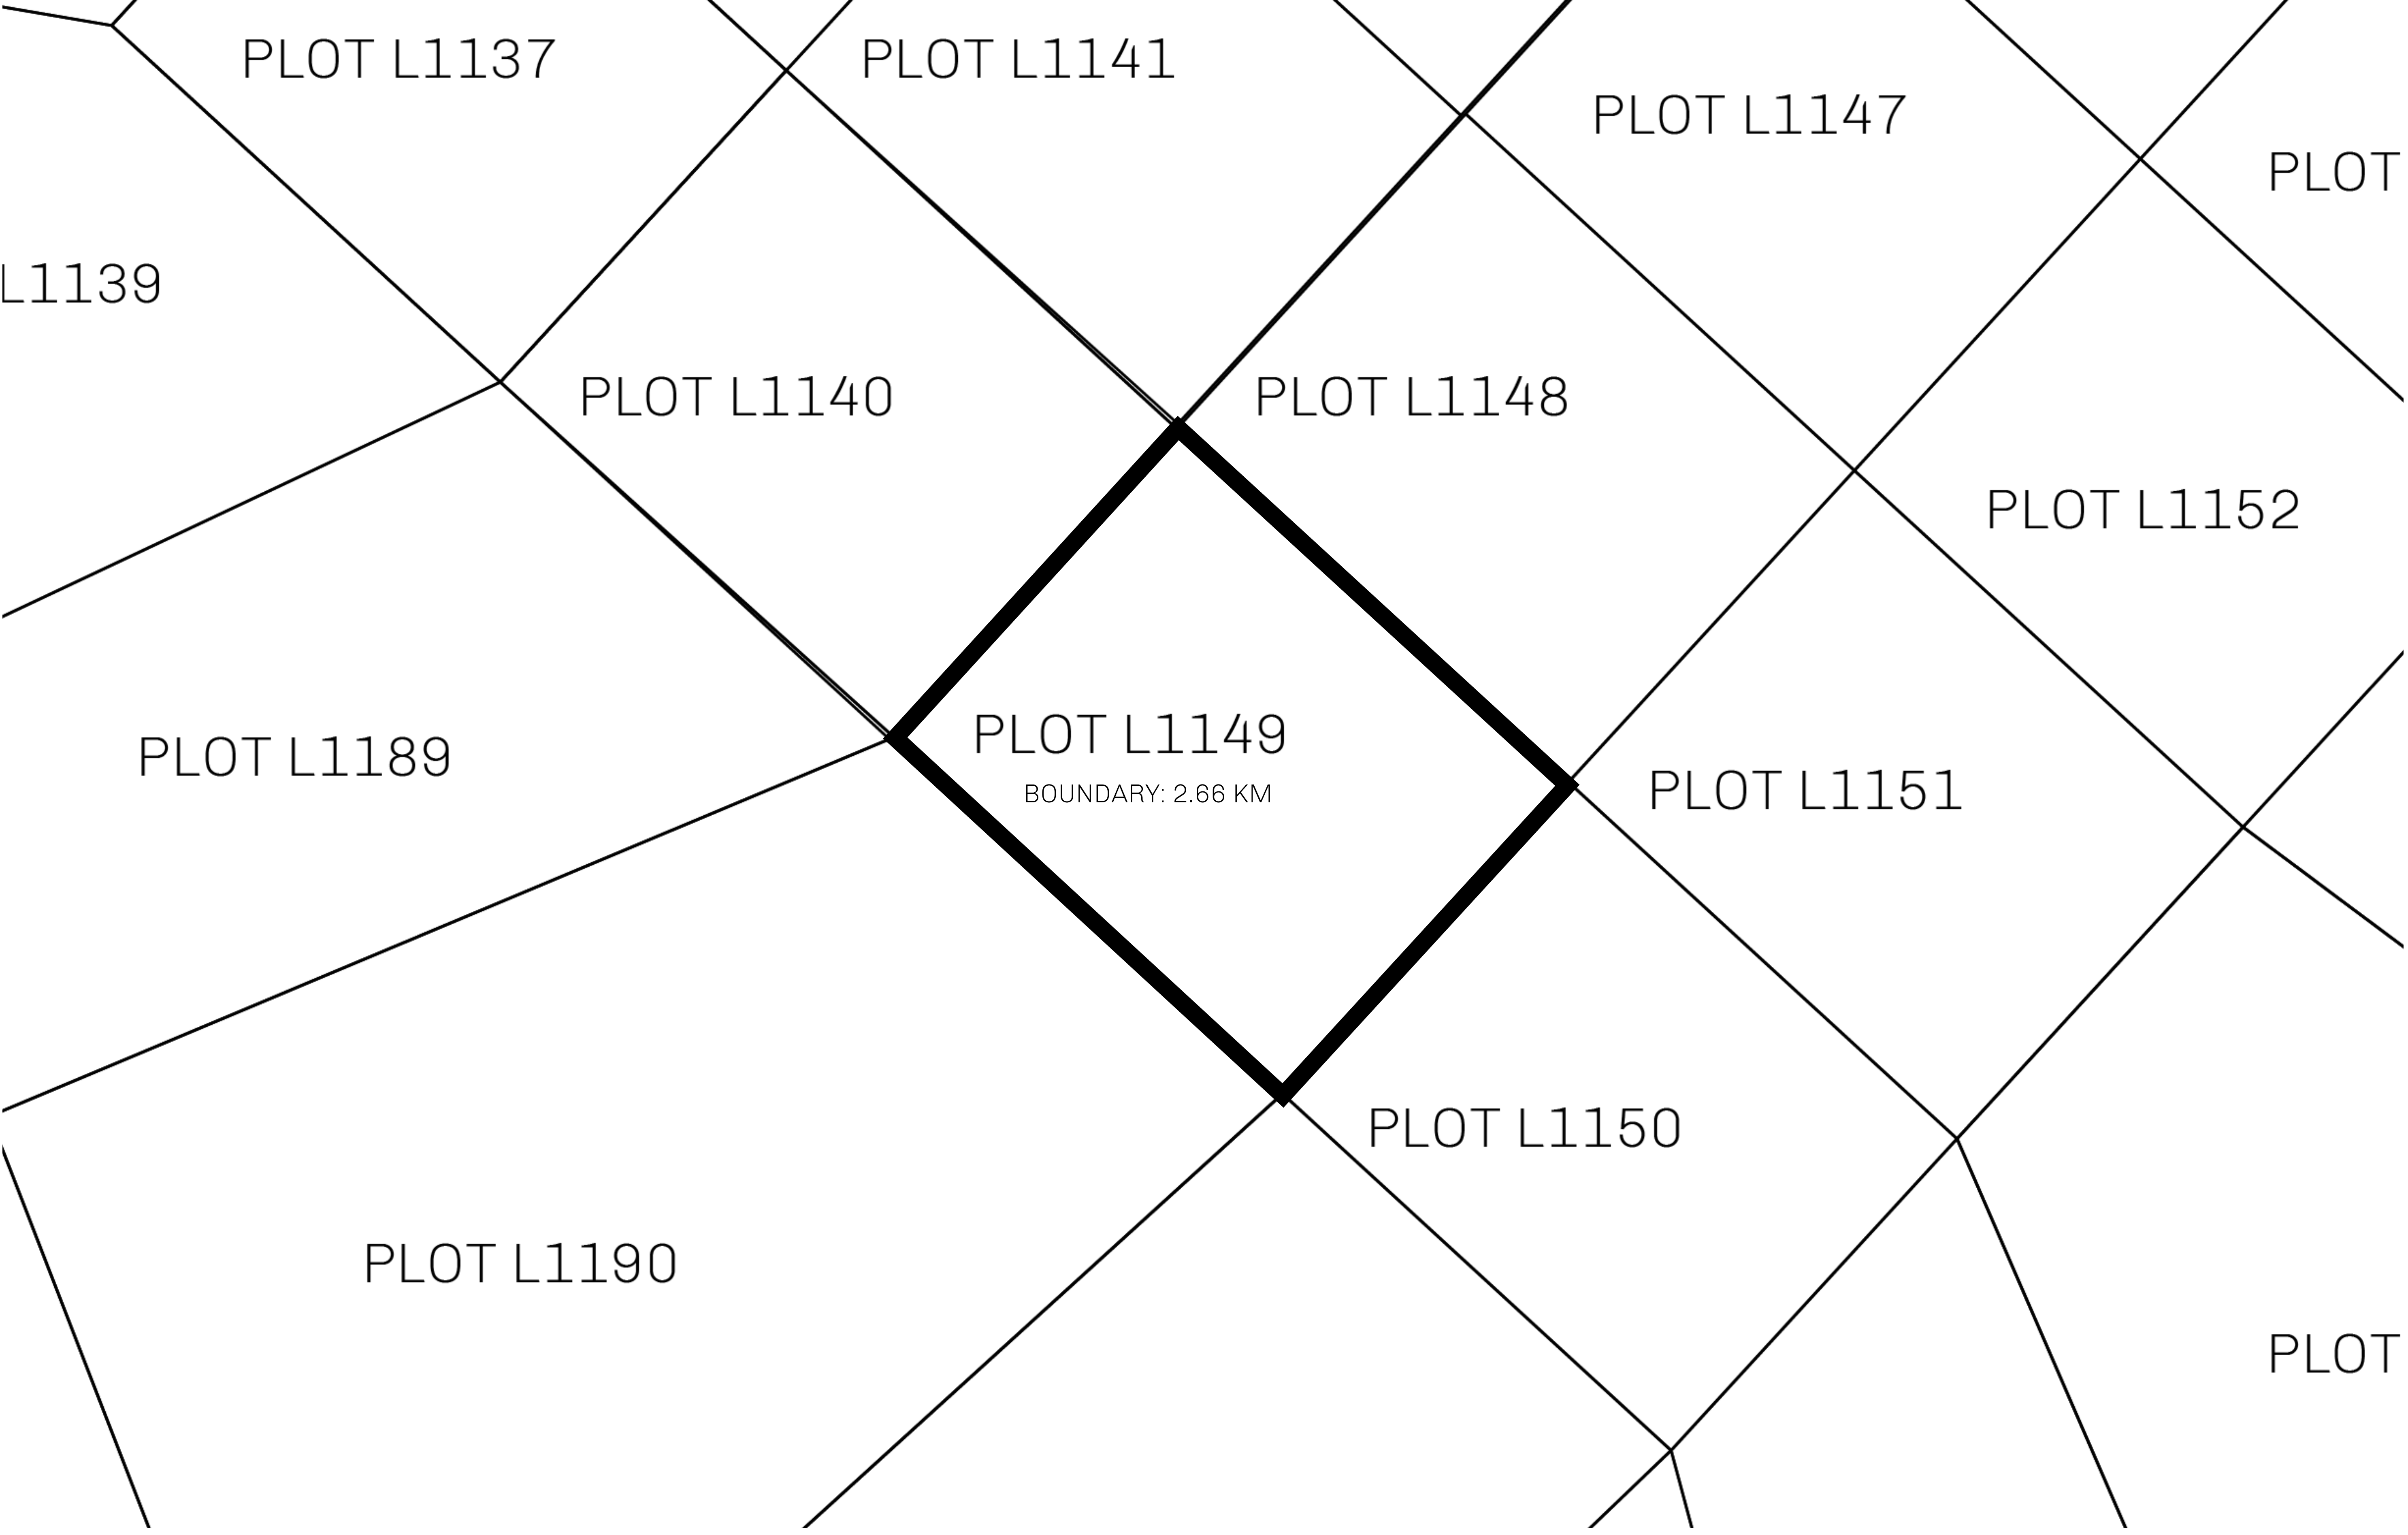 PLOT L1137
PLOT L1141
PLOT L1147
PLOT
L1139
PLOT L1140
PLOT L1148
PLOT L1152
PLOT L1189
PLOT L1149
BOUNDARY: 2.66 KM
PLOT L1151
PLOT L1150
PLOT L1190
PLOT